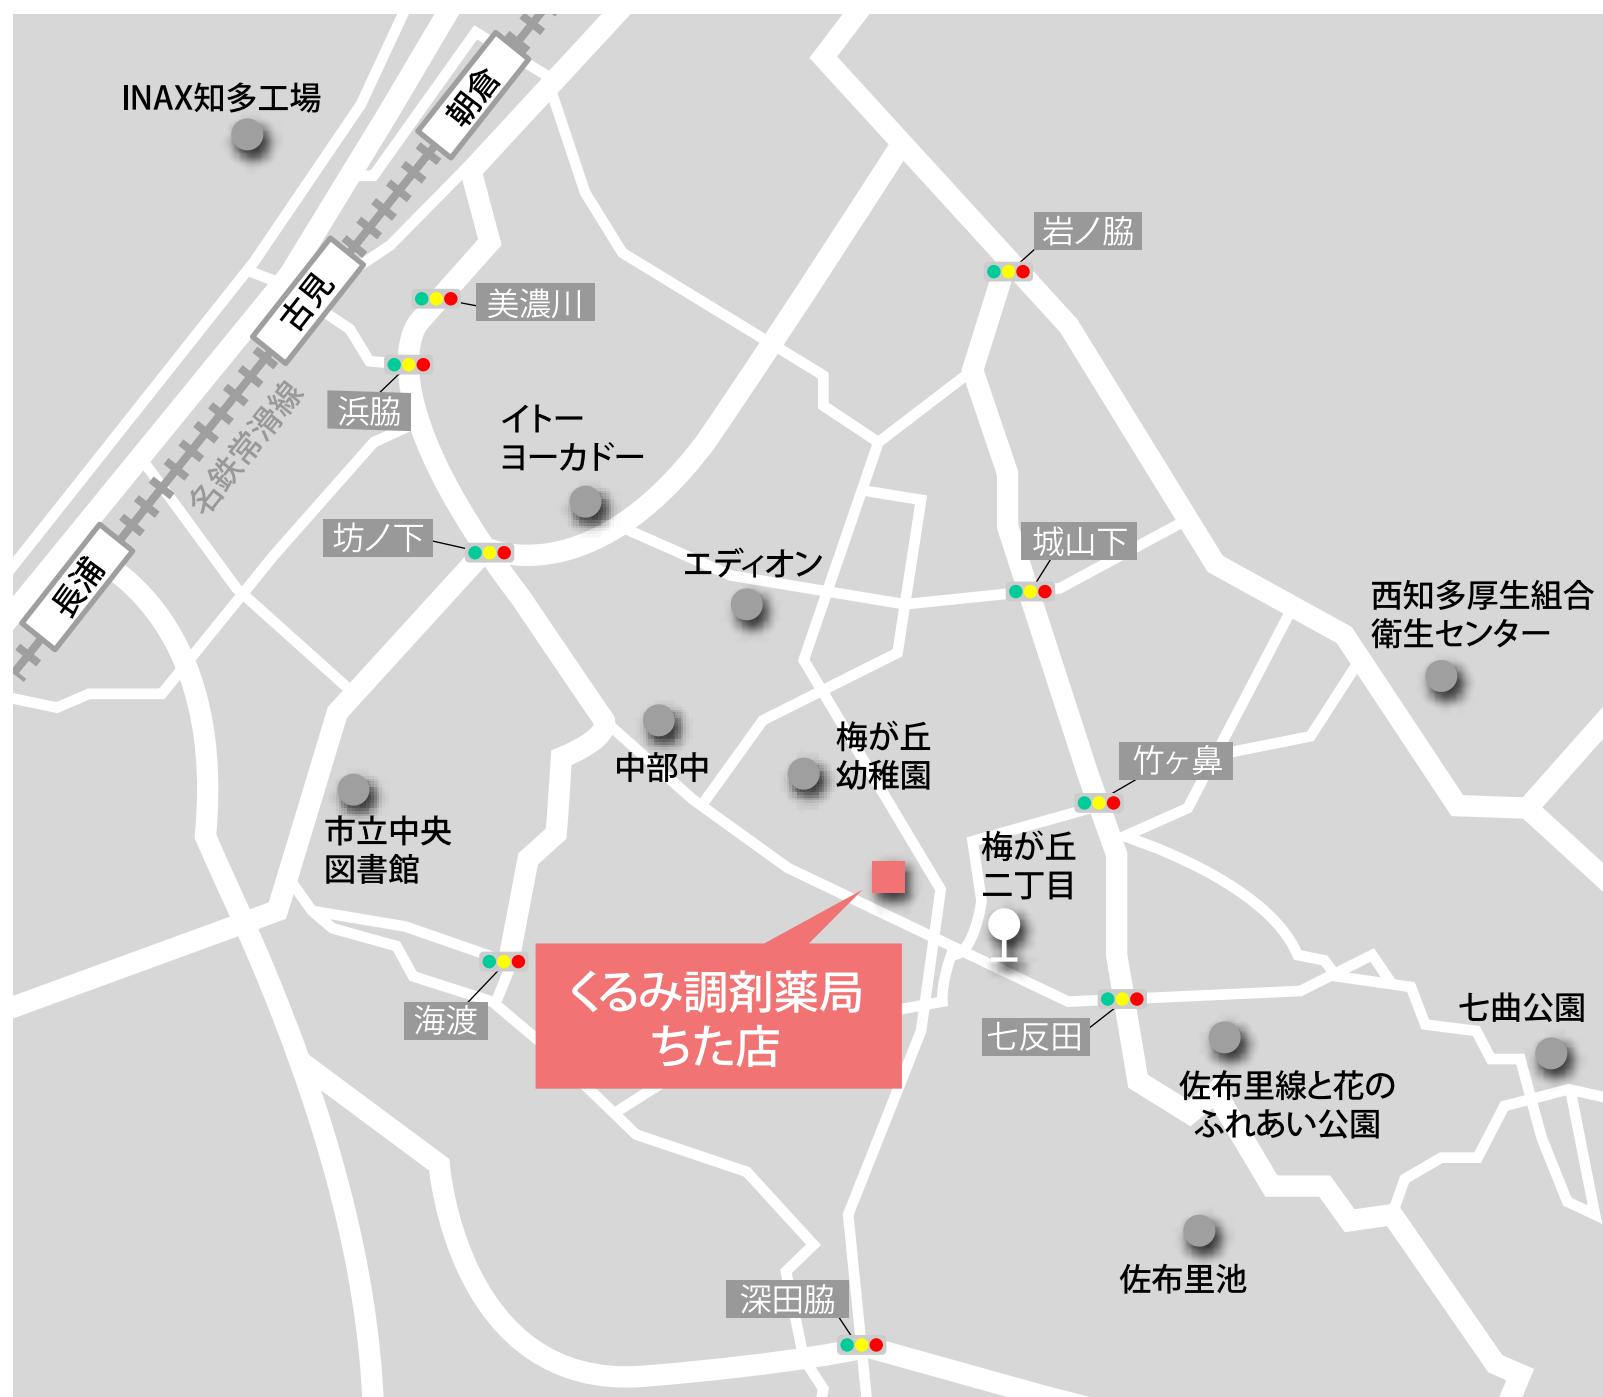 INAX知多工場
朝倉
古見
長浦
名鉄常滑線
岩ノ脇
美濃川
浜脇
イトー
ヨーカドー
坊ノ下
エディオン
城山下
西知多厚生組合
衛生センター
中部中
梅が丘
幼稚園
竹ヶ鼻
市立中央
図書館
梅が丘
二丁目
くるみ調剤薬局
ちた店
海渡
七反田
七曲公園
佐布里線と花の
ふれあい公園
佐布里池
深田脇